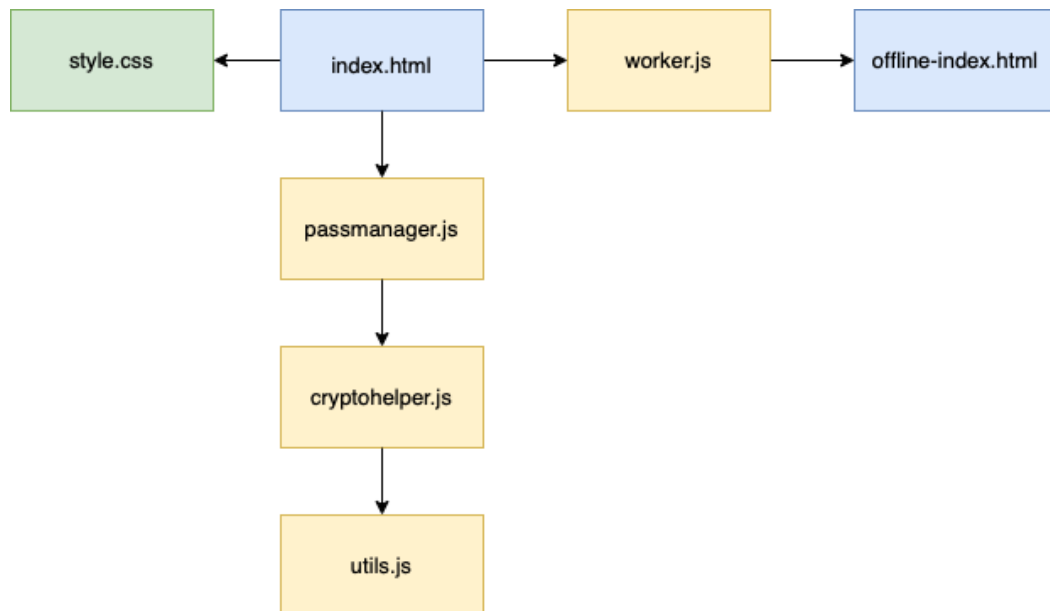 style.css
index.html
worker.js
offline-index.html
passmanager.js
cryptohelper.js
utils.js